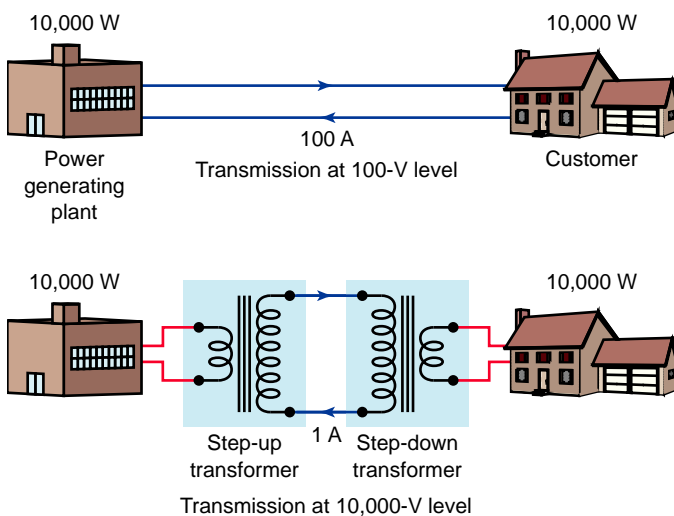 10,000 W
10,000 W
100 A
Power
generating
plant
Transmission at 100-V level
Customer
10,000 W
10,000 W
1 A
Step-up
transformer
Step-down
transformer
Transmission at 10,000-V level